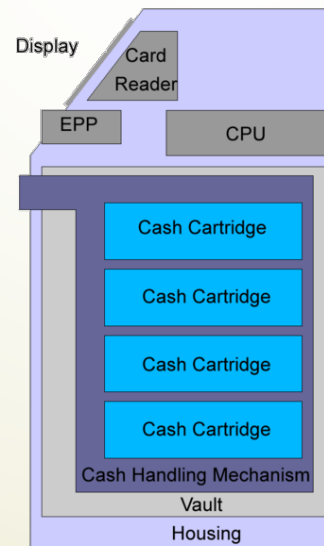 Display
Card
Reader
EPP
CPU
Cash Cartridge
Cash Cartridge
Cash Cartridge
Cash Cartridge
Cash Handling Mechanism
Vault
Housing